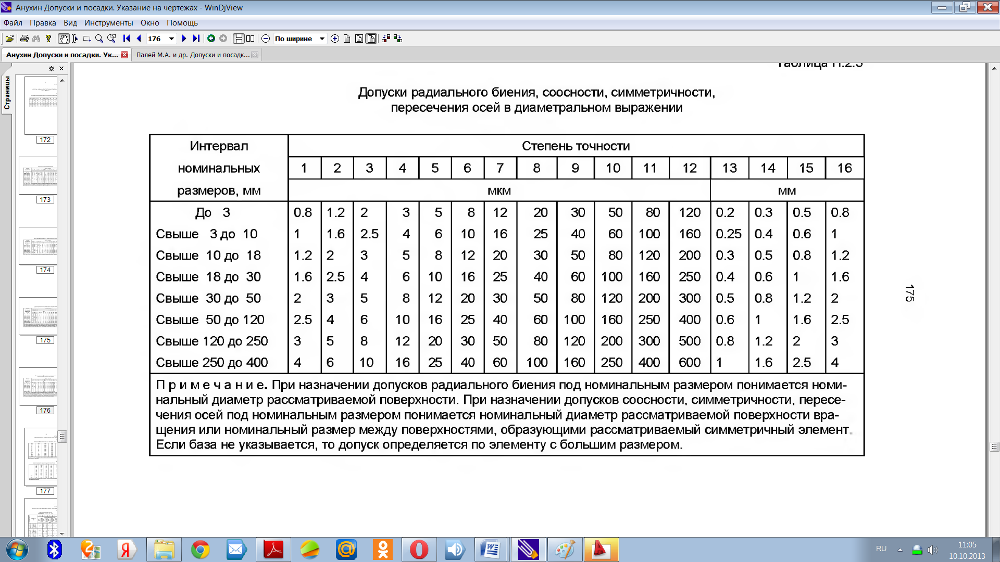 Анухин Допуски и посадки. Указание на чертежах - WinDjView
Файл Правка Вид Инструменты Окно Помощь
176 По ширине
Анухин Допуски и посадки. Ук... Палей М.А. и др. Допуски и посадк...
Страницы
172
173
174
175
176
177
Таблица П.2.5
Допуски радиального биения, соосности, симметричности,
пересечения осей в диаметральном выражении
Интервал номинальных размеров, мм Степень точности
1 2 3 4 5 6 7 8 9 10 11 12 13 14 15 16
мкм мм
До 3 0.8 1.2 2 3 5 8 12 20 30 50 80 120 0.2 0.3 0.5 0.8
Свыше 3 до 10 1 1.6 2.5 4 6 10 16 25 40 60 100 160 0.25 0.4 0.6 1
Свыше 10 до 18 1.2 2 3 5 8 12 20 30 50 80 120 200 0.3 0.5 0.8 1.2
Свыше 18 до 30 1.6 2.5 4 6 10 16 25 40 60 100 160 250 0.4 0.6 1 1.6
Свыше 30 до 50 2 3 5 8 12 20 30 50 80 120 200 300 0.5 0.8 1.2 2
Свыше 50 до 120 2.5 4 6 10 16 25 40 60 100 160 250 400 0.6 1 1.6 2.5
Свыше 120 до 250 3 5 8 12 20 30 50 80 120 200 300 500 0.8 1.2 2 3
Свыше 250 до 400 4 6 10 16 25 40 60 100 160 250 400 600 1 1.6 2.5 4
П р и м е ч а н и е. При назначении допусков радиального биения под номинальным размером понимается номи-
нальный диаметр рассматриваемой поверхности. При назначении допусков соосности, симметричности, пересе-
чения осей под номинальным размером понимается номинальный диаметр рассматриваемой поверхности вра-
щения или номинальный размер между поверхностями, образующими рассматриваемый симметричный элемент.
Если база не указывается, то допуск определяется по элементу с большим размером.
175
RU
11:05
10.10.2013